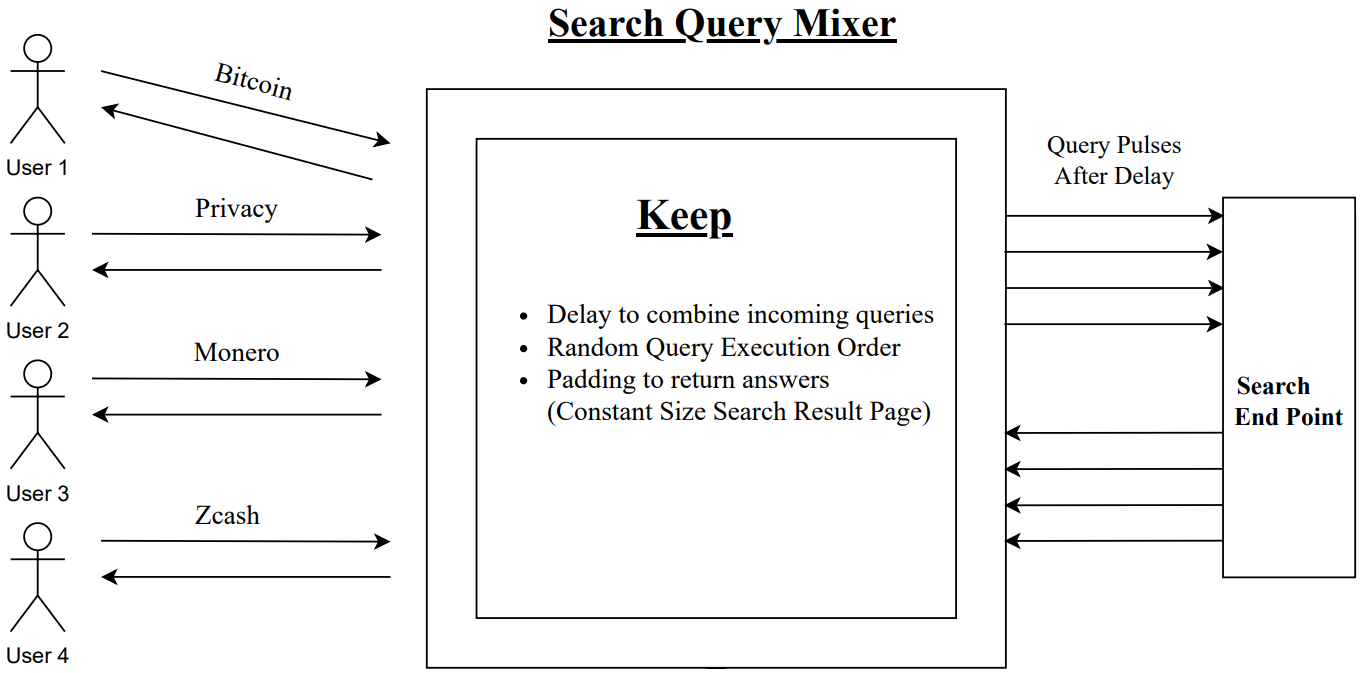 Search Query Mixer
Bitcoin
User 1
Privacy
User 2
Monero
User 3
Zcash
User 4
Keep
• Delay to combine incoming queries
• Random Query Execution Order
• Padding to return answers
(Constant Size Search Result Page)
Query Pulses
After Delay
Search
End Point